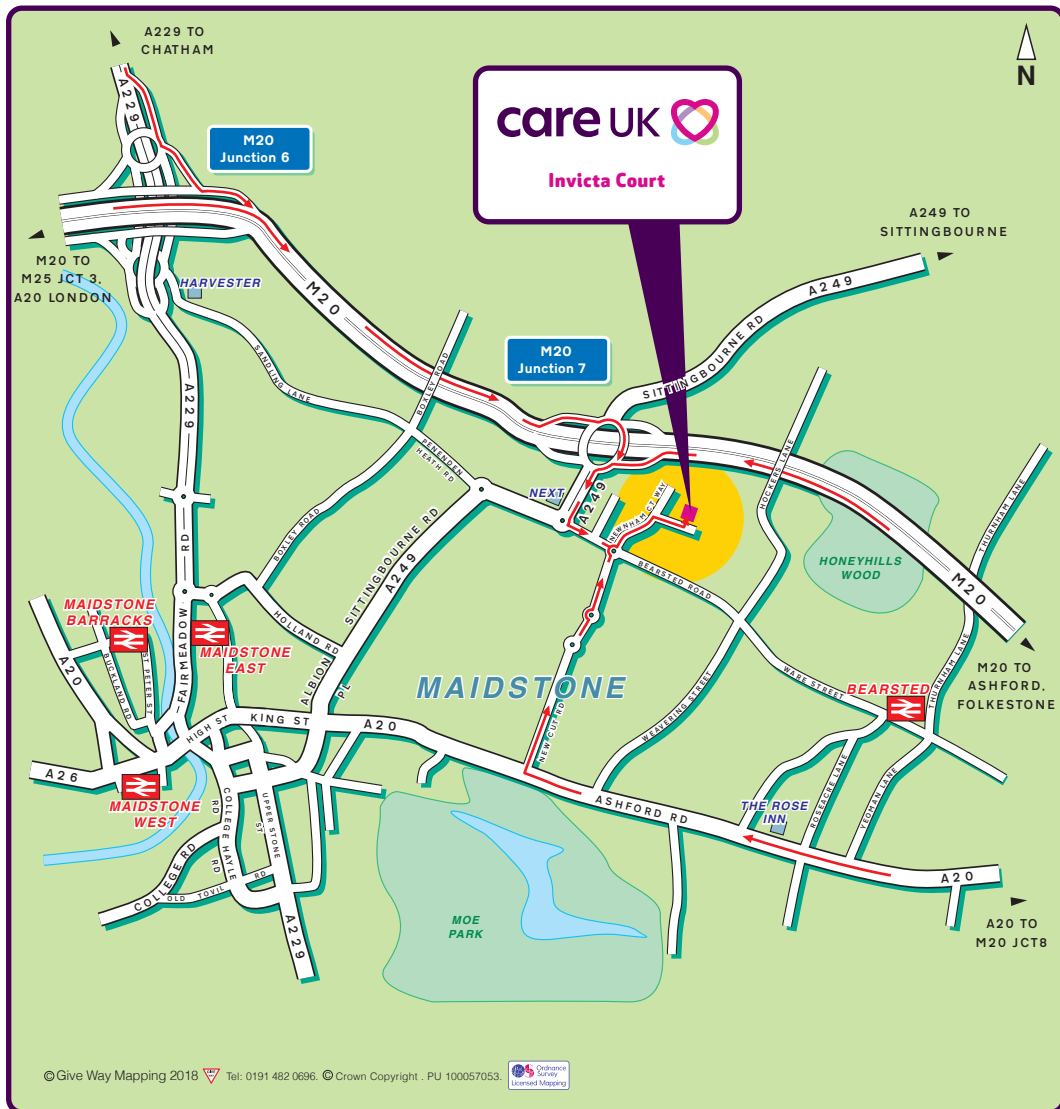 A229 TO
CHATHAM
N
A229
M20
Junction 6
care UK
Invicta Court
A249 TO
SITTINGBOURNE
M20 TO
M25 JCT 3.
A20 LONDON
HARVESTER
M20
A249
SITTINGBOURNE RD
M20
Junction 7
SANDLING LANE
BOXLEY ROAD
A229
PENENDEN
HEATH RD
HOCKERS LANE
NEXT
A249
NEWNHAM CT WAY
THURNHAM LANE
RD
BOXLEY ROAD
SITTINGBOURNE RD
A249
BEARSTED ROAD
HONEYHILLS
WOOD
M20
MAIDSTONE
BARRACKS
MAIDSTONE
EAST
HOLLAND RD
FAIRMEADOW
A20
BUCKLAND RD
ST PETER ST
ALBION
PL
MAIDSTONE
WARE STREET
BEARSTED
THURNHAM LANE
M20 TO
ASHFORD.
FOLKESTONE
WEAVERING STREET
NEW CUT RD
HIGH ST
KING ST
A20
A26
MAIDSTONE
WEST
ASHFORD RD
THE ROSE
INN
ROSEACRE LANE
YEOMAN LANE
COLLEGE RD
COLLEGE HAYLE
RD
RD
UPPER STONE
ST
OLD TOVIL RD
A229
MOE
PARK
A20
A20 TO
M20 JCT8
© Give Way Mapping 2018 Tel: 0191 482 0696. © Crown Copyright . PU 100057053.
Ordnance
Survey
Licensed Mapping